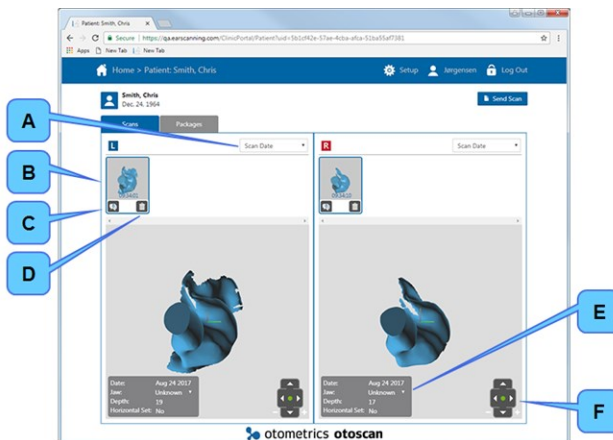 Patient: Smith, Chris
Secure https://qa.earscanning.com/ClinicPortal/Patient?uid=5b1cf42e-57ae-4cba-afca-51ba55af7381
Apps New Tab New Tab
Home > Patient: Smith, Chris Setup Jørgensen Log Out
Smith, Chris
Dec. 24, 1964
Send Scan
Scans Packages
A
L Scan Date R Scan Date
B
C
D
E
Date: Aug 24 2017
Jaw: Unknown
Depth: 19
Horizontal Set: No
Date: Aug 24 2017
Jaw: Unknown
Depth: 17
Horizontal Set: No
F
otometrics otoscan